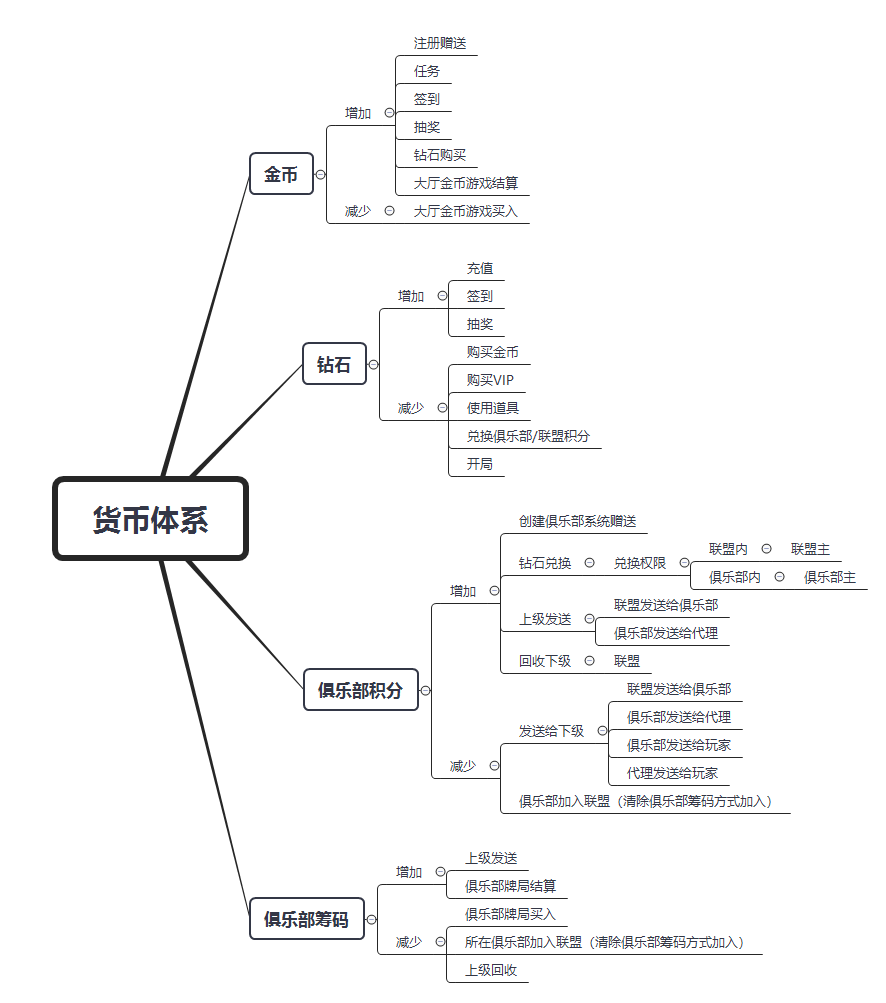 货币体系
金币
增加
注册赠送
任务
签到
抽奖
钻石购买
大厅金币游戏结算
减少
大厅金币游戏买入
钻石
增加
充值
签到
抽奖
减少
购买金币
购买VIP
使用道具
兑换俱乐部/联盟积分
开局
俱乐部积分
增加
创建俱乐部系统赠送
钻石兑换
兑换权限
联盟内
联盟主
俱乐部内
俱乐部主
上级发送
联盟发送给俱乐部
俱乐部发送给代理
回收下级
联盟
减少
发送给下级
联盟发送给俱乐部
俱乐部发送给代理
俱乐部发送给玩家
代理发送给玩家
俱乐部加入联盟（清除俱乐部筹码方式加入）
俱乐部筹码
增加
上级发送
俱乐部牌局结算
减少
俱乐部牌局买入
所在俱乐部加入联盟（清除俱乐部筹码方式加入）
上级回收